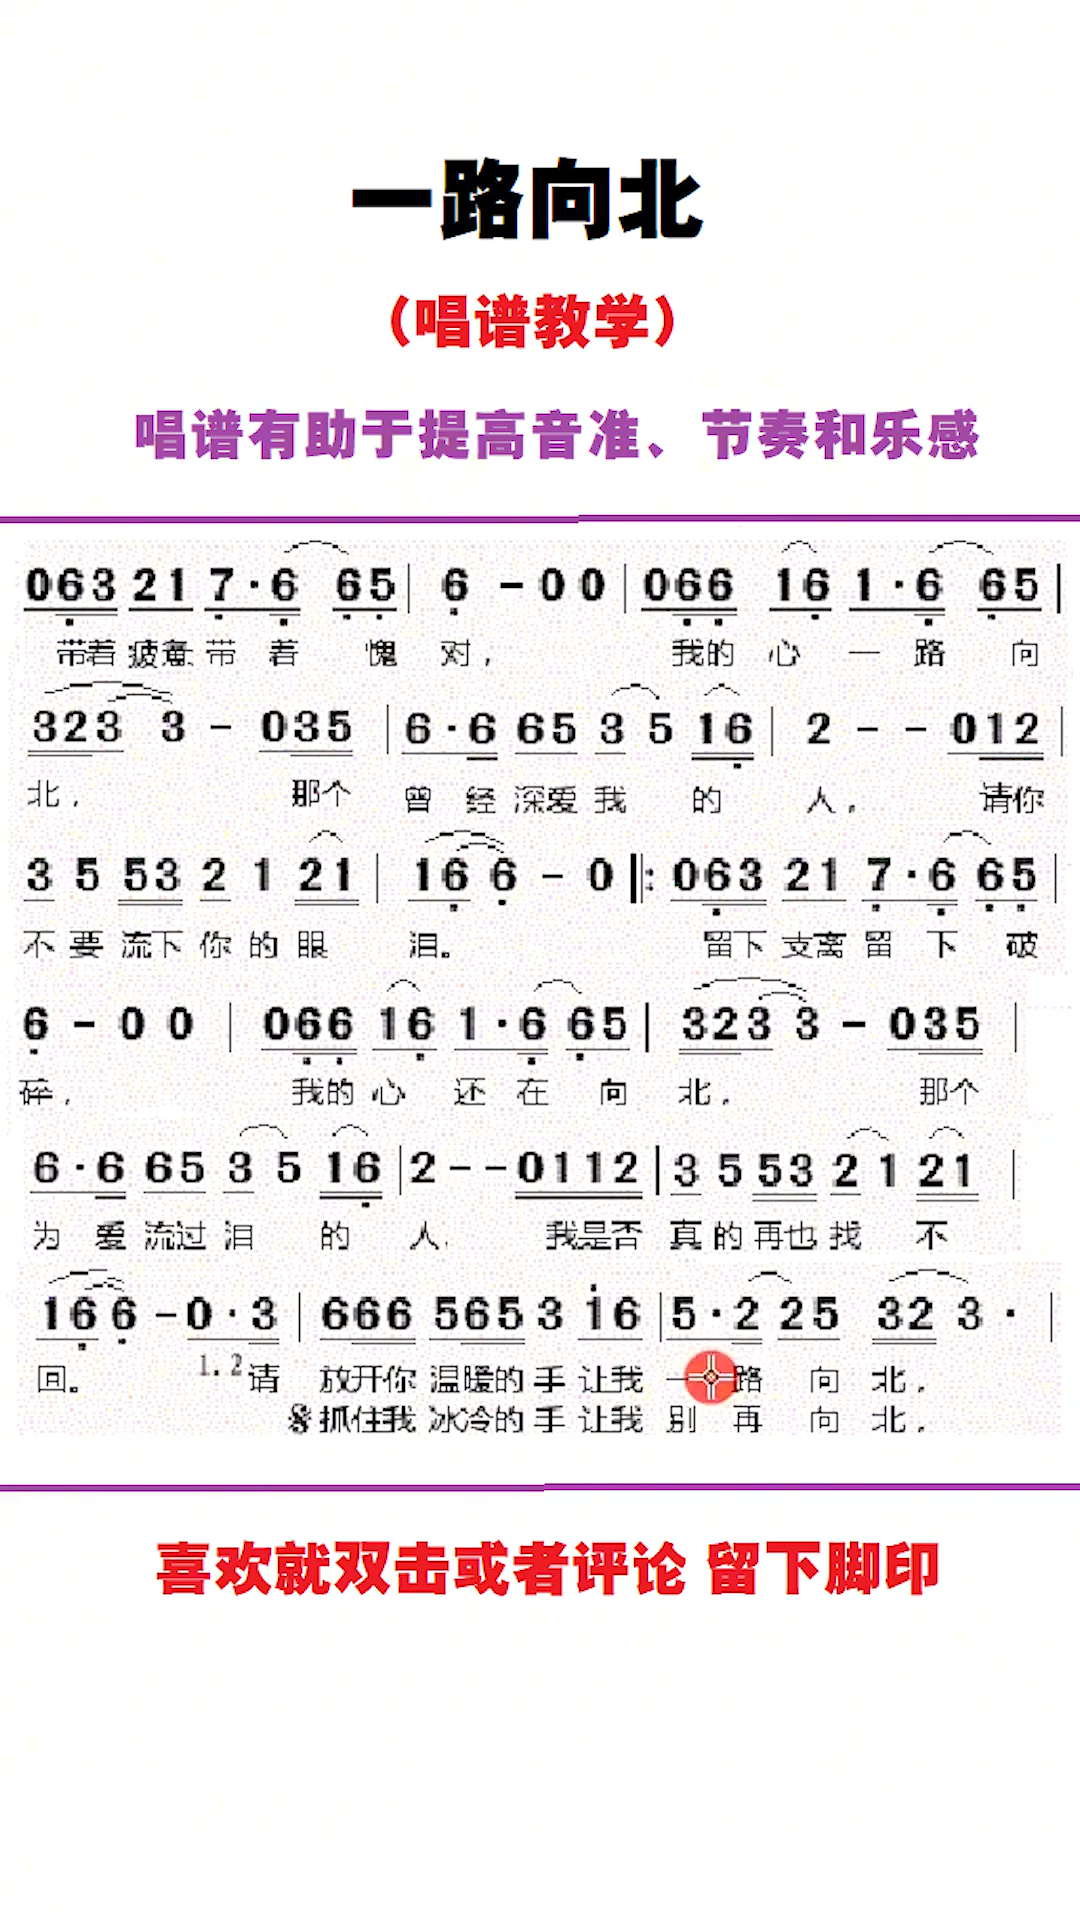 一路向北
（唱谱教学）
唱谱有助于提高音准、节奏和乐感
063 21 7·6 65 | 6 - 0 0 | 066 16 1·6 65 |
带着 疲惫 带 着 愧 对， 我的 心 一 路 向
323 3 - 035 | 6·6 65 3 5 16 | 2 - - 012 |
北， 那个 曾 经 深爱 我 的 人， 请你
3 5 53 2 1 21 | 16 6 - 0 ‖: 063 21 7·6 65 |
不 要 流下 你 的 眼 泪。 留下 支离 留 下 破
6 - 0 0 | 066 16 1·6 65 | 323 3 - 035 |
碎， 我的 心 还 在 向 北， 那个
6·6 65 3 5 16 | 2 - - 0112 | 3 5 53 2 1 21 |
为 爱 流过 泪 的 人， 我是否 真 的 再也 找 不
16 6 - 0·3 | 666 565 3 i6 | 5·2 25 32 3· |
回。 1.2 请 放开你 温暖的 手 让我 一 路 向 北，
𝄋 抓住我 冰冷的 手 让我 别 再 向 北，
喜欢就双击或者评论 留下脚印